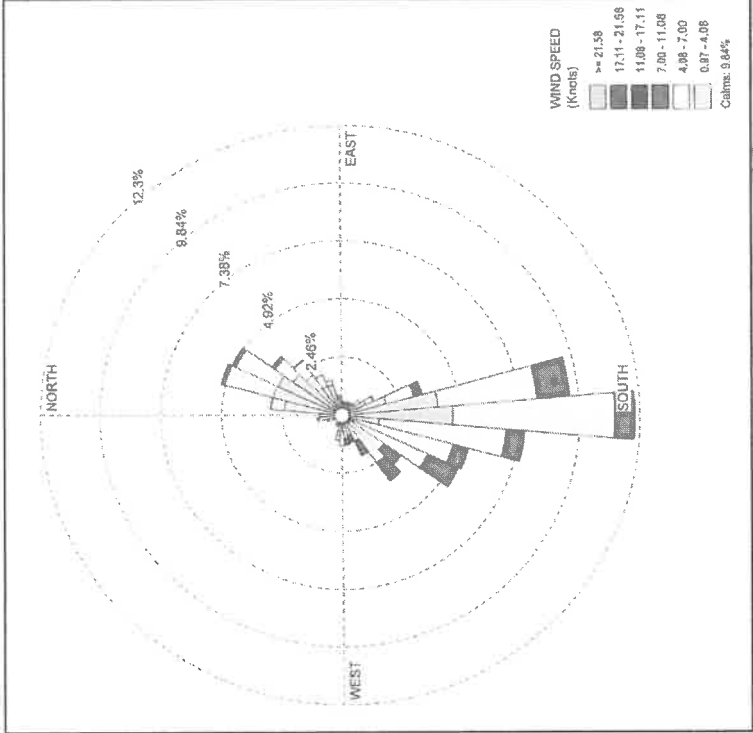 NORTH
12.3%
9.84%
7.38%
4.92%
2.46%
WEST
EAST
SOUTH
WIND SPEED
(Knots)
>= 21.58
17.11 - 21.58
11.08 - 17.11
7.00 - 11.08
4.08 - 7.00
0.97 - 4.08
Calms: 9.84%